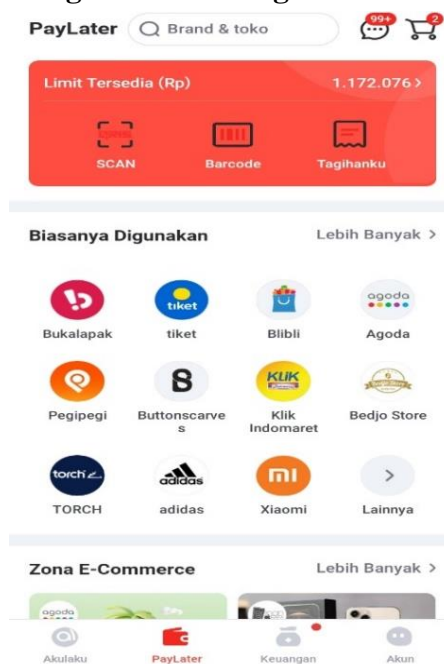 PayLater
Brand & toko
99+
2
Limit Tersedia (Rp)
1.172.076 >
SCAN
Barcode
Tagihanku
Biasanya Digunakan
Lebih Banyak >
tiket
agoda
Bukalapak
tiket
Blibli
Agoda
KLIK
Pegipegi
Buttonscarve
s
Klik
Indomaret
Bedjo Store
torch
adidas
TORCH
adidas
Xiaomi
Lainnya
Zona E-Commerce
Lebih Banyak >
agoda
Akulaku
PayLater
Keuangan
Akun